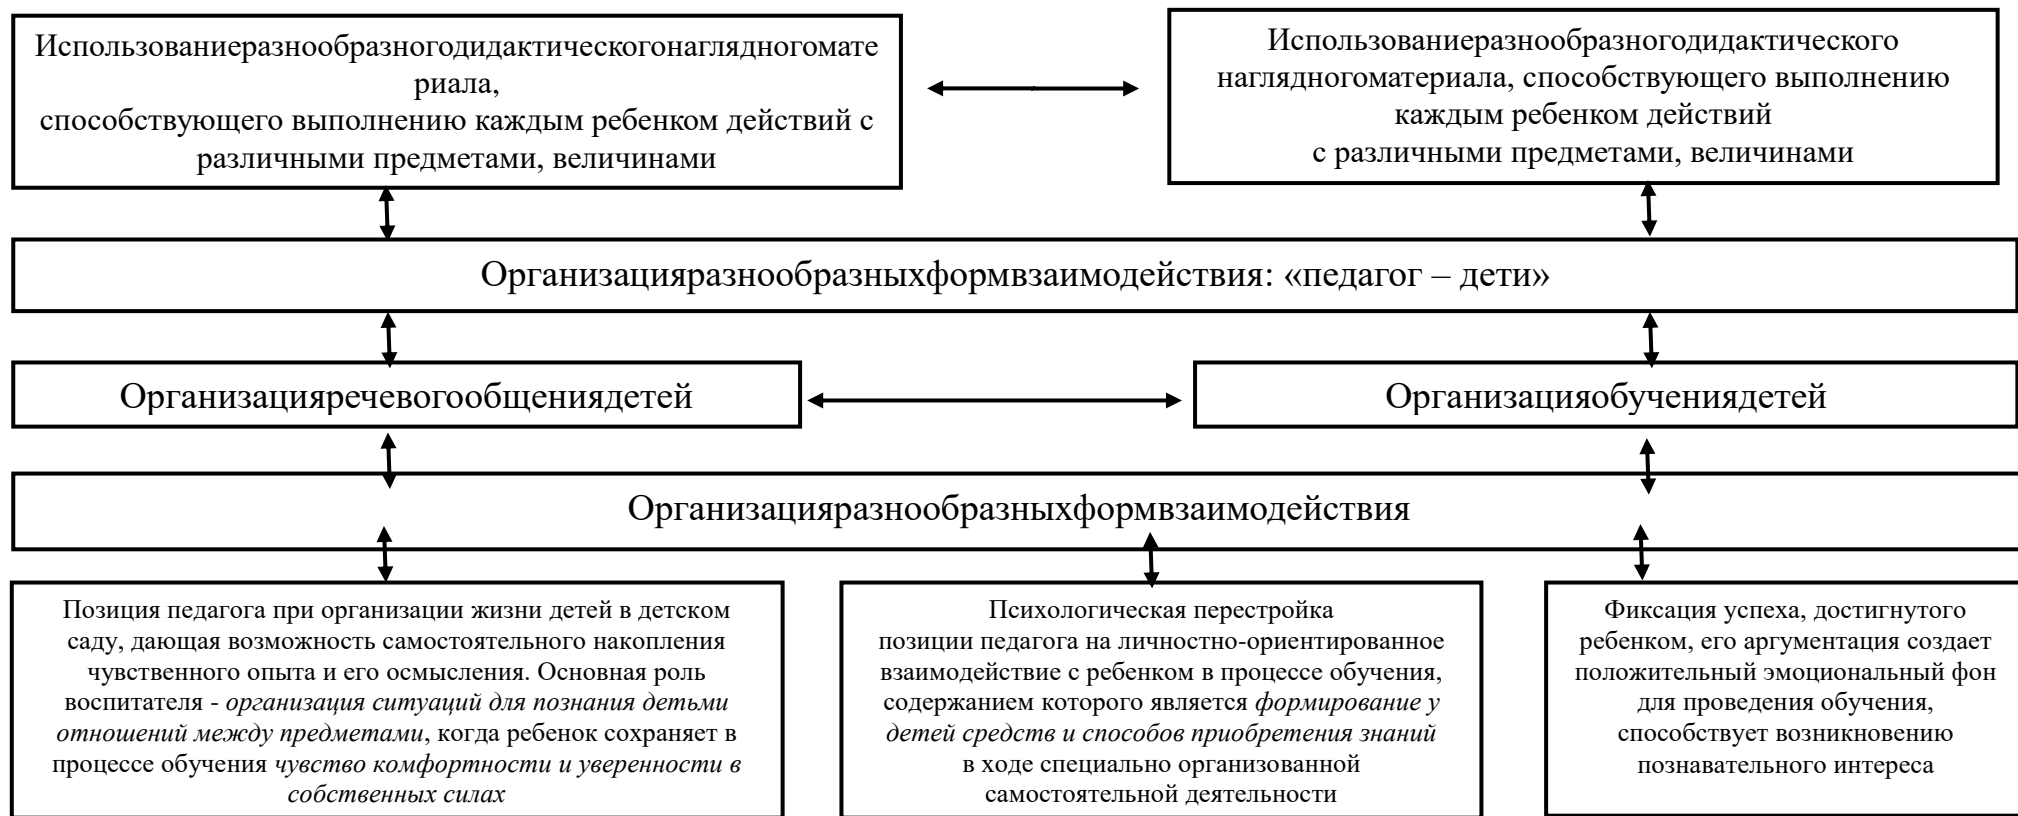 Использованиеразнообразногодидактическогонаглядногомате
риала,
способствующего выполнению каждым ребенком действий с
различными предметами, величинами
Использованиеразнообразногодидактического
наглядногоматериала, способствующего выполнению
каждым ребенком действий
с различными предметами, величинами
Организацияразнообразныхформвзаимодействия: «педагог – дети»
Организацияречевогообщениядетей
Организацияобучениядетей
Организацияразнообразныхформвзаимодействия
Позиция педагога при организации жизни детей в детском
саду, дающая возможность самостоятельного накопления
чувственного опыта и его осмысления. Основная роль
воспитателя - организация ситуаций для познания детьми
отношений между предметами, когда ребенок сохраняет в
процессе обучения чувство комфортности и уверенности в
собственных силах
Психологическая перестройка
позиции педагога на личностно-ориентированное
взаимодействие с ребенком в процессе обучения,
содержанием которого является формирование у
детей средств и способов приобретения знаний
в ходе специально организованной
самостоятельной деятельности
Фиксация успеха, достигнутого
ребенком, его аргументация создает
положительный эмоциональный фон
для проведения обучения,
способствует возникновению
познавательного интереса